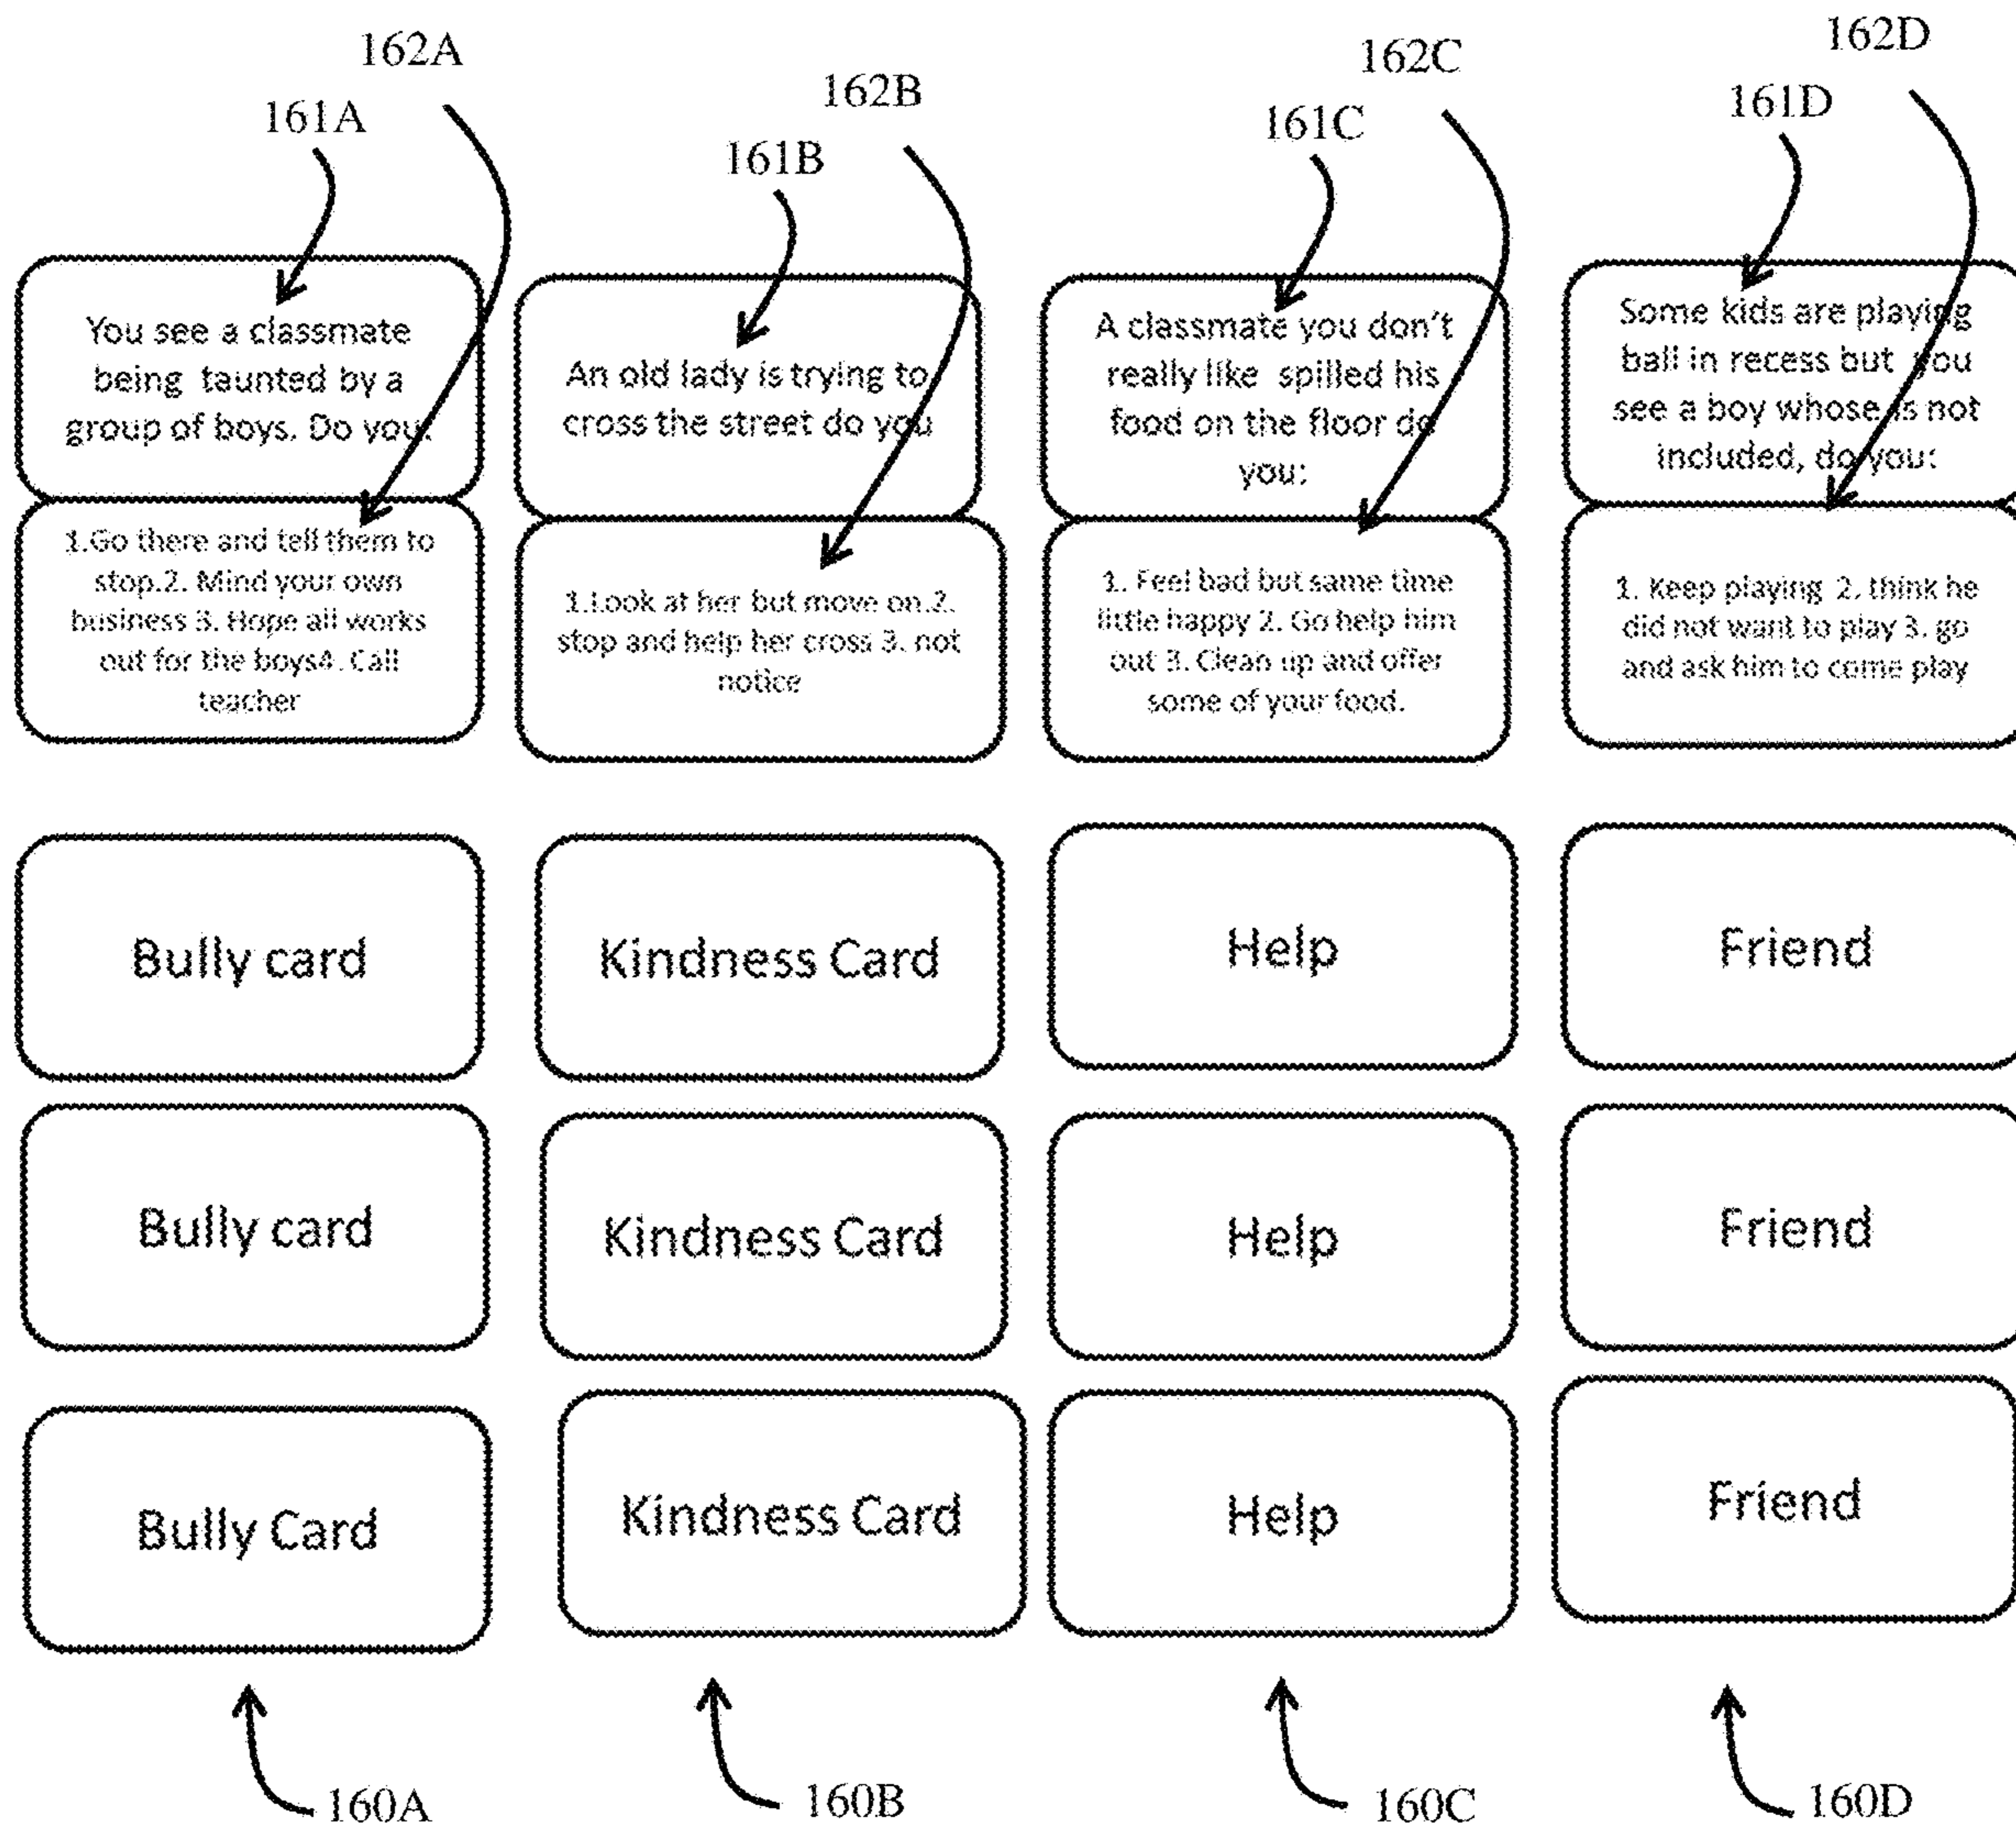 162A
162B
162C
162D
161A
161B
161C
161D
You see a classmate
being taunted by a
group of boys. Do you:
An old lady is trying to
cross the street do you
A classmate you don't
really like spilled his
food on the floor do
you:
Some kids are playing
ball in recess but you
see a boy whose is not
included, do you:
1.Go there and tell them to
stop.2. Mind your own
business 3. Hope all works
out for the boys4. Call
teacher
1.Look at her but move on.2.
stop and help her cross 3. not
notice
1. Feel bad but same time
little happy 2. Go help him
out 3. Clean up and offer
some of your food.
1. Keep playing 2. think he
did not want to play 3. go
and ask him to come play
Bully card
Kindness Card
Help
Friend
Bully card
Kindness Card
Help
Friend
Bully Card
Kindness Card
Help
Friend
160A
160B
160C
160D